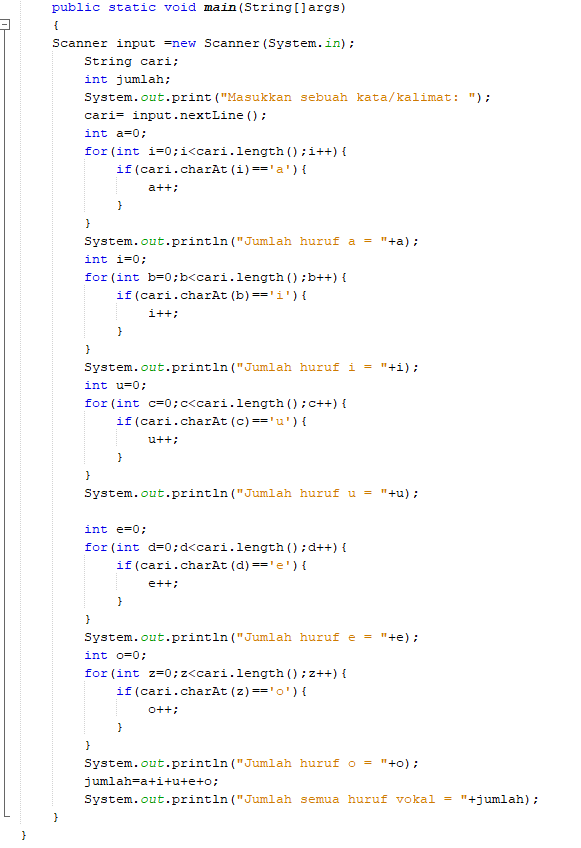 public static void main(String[]args)
{
Scanner input =new Scanner(System.in);
String cari;
int jumlah;
System.out.print("Masukkan sebuah kata/kalimat: ");
cari= input.nextLine();
int a=0;
for(int i=0;i<cari.length();i++){
if(cari.charAt(i)=='a'){
a++;
}
}
System.out.println("Jumlah huruf a = "+a);
int i=0;
for(int b=0;b<cari.length();b++){
if(cari.charAt(b)=='i'){
i++;
}
}
System.out.println("Jumlah huruf i = "+i);
int u=0;
for(int c=0;c<cari.length();c++){
if(cari.charAt(c)=='u'){
u++;
}
}
System.out.println("Jumlah huruf u = "+u);
int e=0;
for(int d=0;d<cari.length();d++){
if(cari.charAt(d)=='e'){
e++;
}
}
System.out.println("Jumlah huruf e = "+e);
int o=0;
for(int z=0;z<cari.length();z++){
if(cari.charAt(z)=='o'){
o++;
}
}
System.out.println("Jumlah huruf o = "+o);
jumlah=a+i+u+e+o;
System.out.println("Jumlah semua huruf vokal = "+jumlah);
}
}